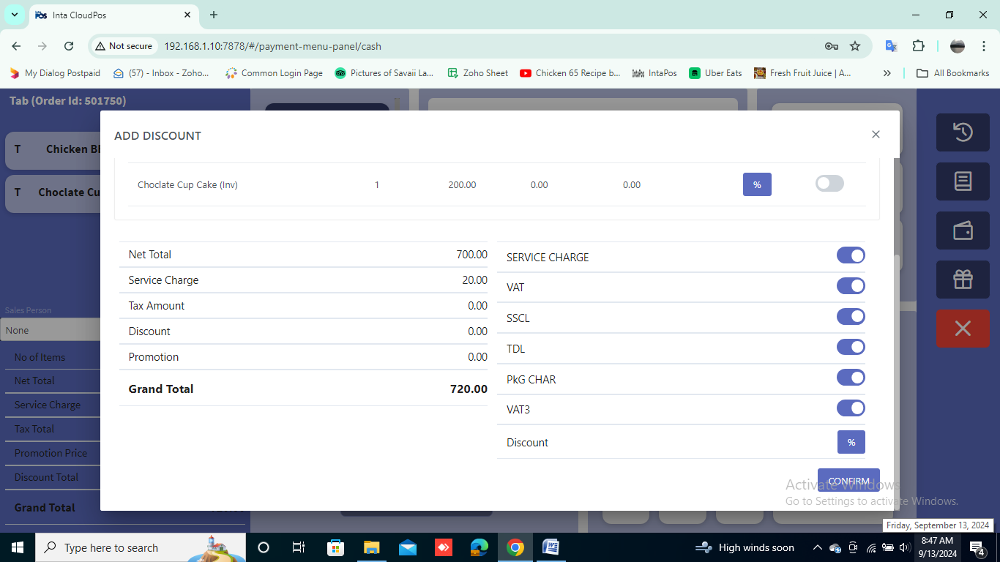 Inta CloudPos
Not secure 192.168.1.10:7878/#/payment-menu-panel/cash
My Dialog Postpaid (57) - Inbox - Zoho... Common Login Page Pictures of Savaii La... Zoho Sheet Chicken 65 Recipe b... IntaPos Uber Eats Fresh Fruit Juice | A... » All Bookmarks
Tab (Order Id: 501750)
T Chicken
T Choclate Cu
Sales Person
None
No of Items
Net Total
Service Charge
Tax Total
Promotion Price
Discount Total
Grand Total
ADD DISCOUNT
Choclate Cup Cake (Inv) 1 200.00 0.00 0.00 %
Net Total 700.00
Service Charge 20.00
Tax Amount 0.00
Discount 0.00
Promotion 0.00
Grand Total 720.00
SERVICE CHARGE
VAT
SSCL
TDL
PkG CHAR
VAT3
Discount %
CONFIRM
Activate Windows
Go to Settings to activate Windows.
Friday, September 13, 2024
Type here to search
High winds soon
8:47 AM
9/13/2024
4